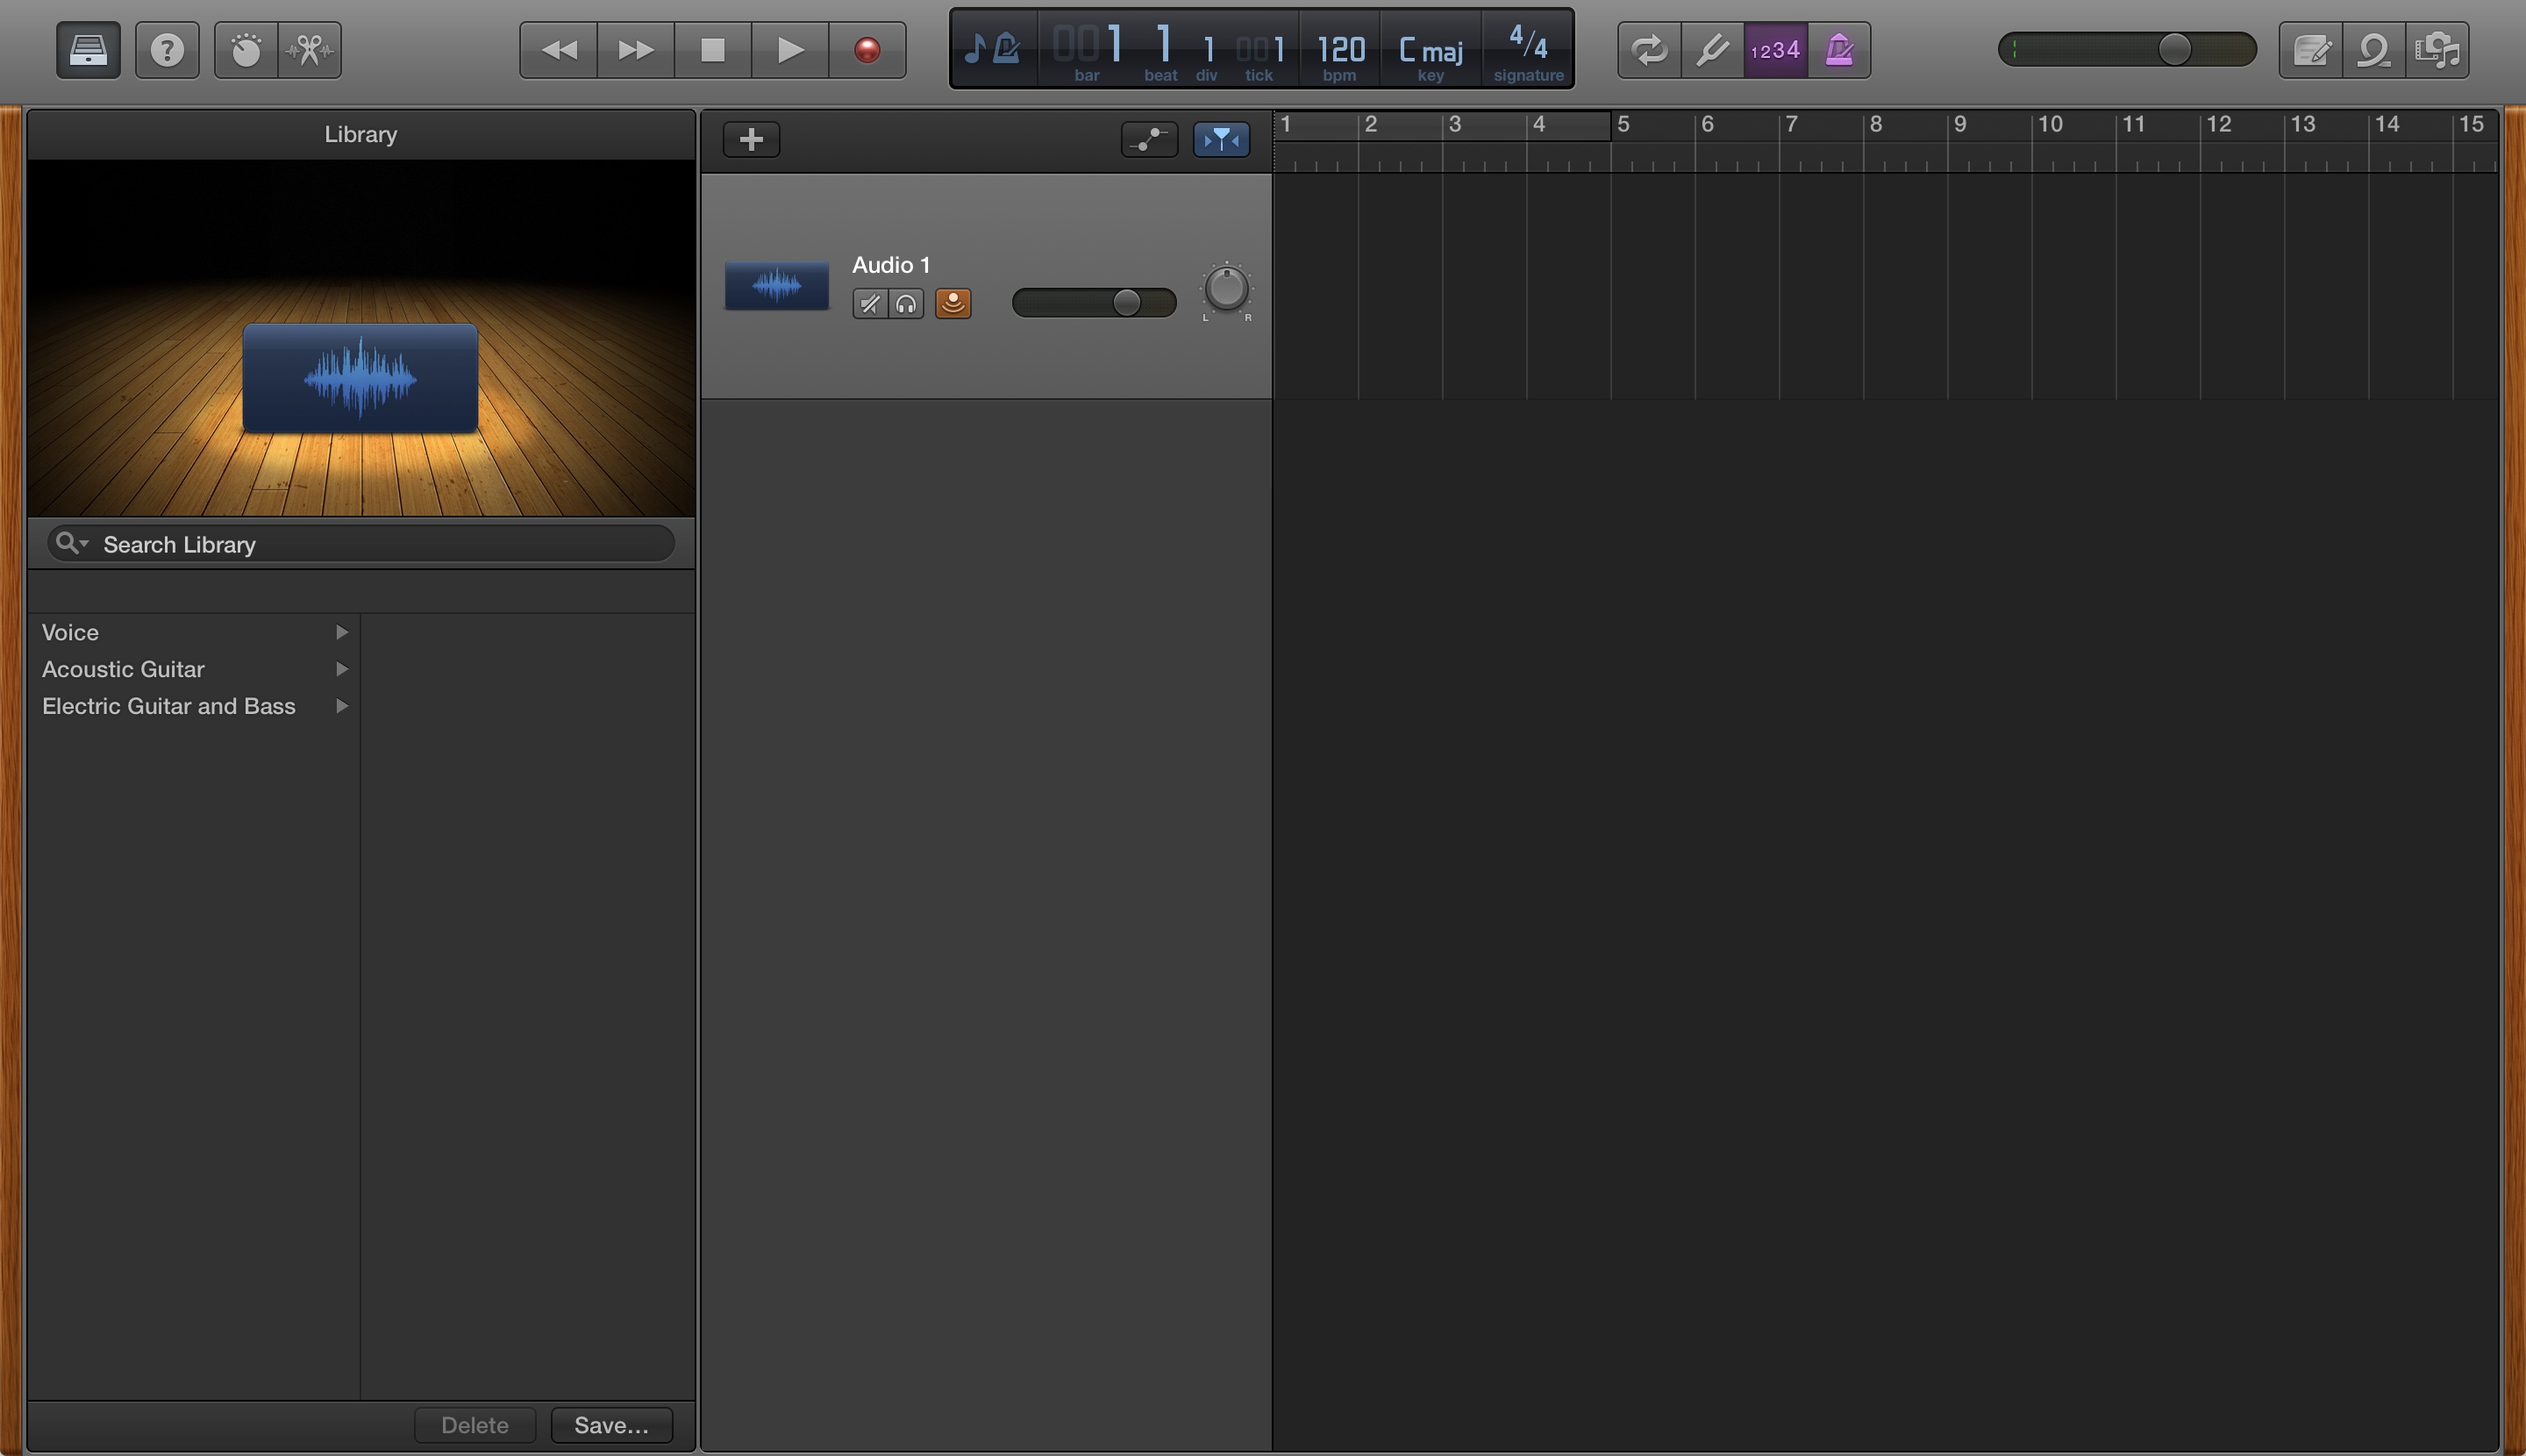 001 1 1 001 120 C maj 4/4
bar beat div tick bpm key signature
1234
Library
1 2 3 4 5 6 7 8 9 10 11 12 13 14 15
Audio 1
L R
Search Library
Voice
Acoustic Guitar
Electric Guitar and Bass
Delete Save...